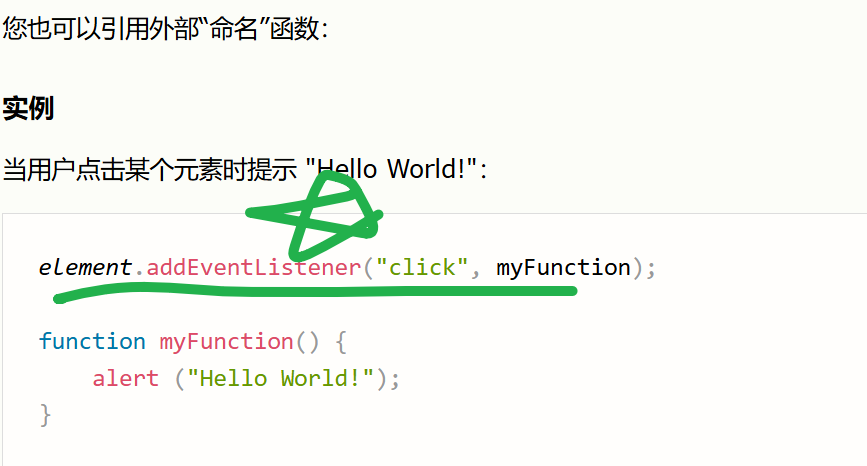 您也可以引用外部“命名”函数：
实例
当用户点击某个元素时提示 "Hello World!"：
element.addEventListener("click", myFunction);
function myFunction() {
    alert ("Hello World!");
}